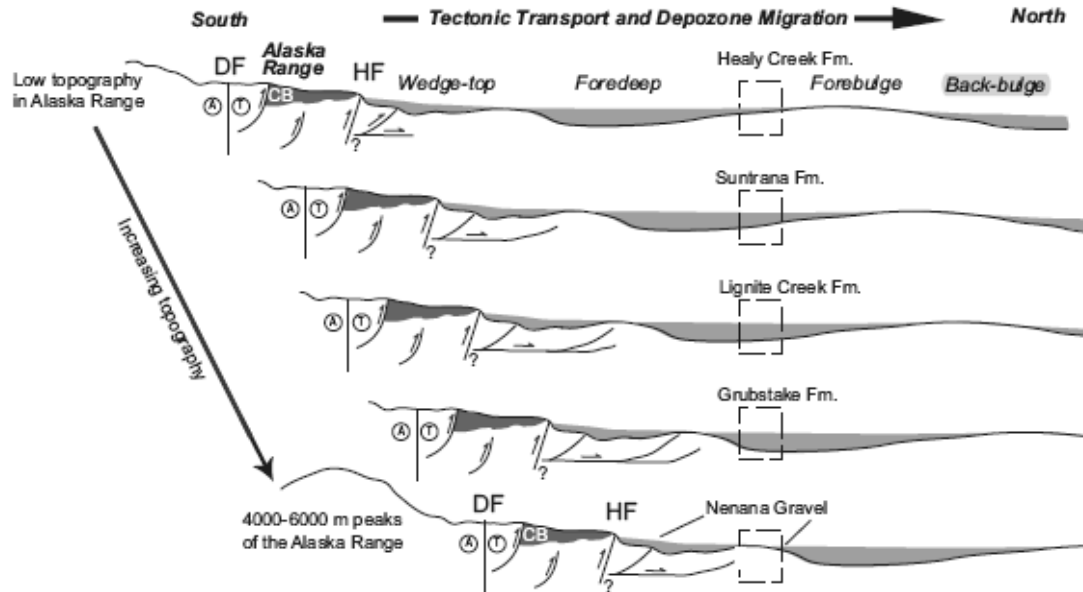 South
Tectonic Transport and Depozone Migration
North
Low topography
in Alaska Range
DF
Alaska
Range
HF
Wedge-top
Foredeep
Healy Creek Fm.
Forebulge
Back-bulge
A T
CB
?
Suntrana Fm.
A T
?
Increasing topography
Lignite Creek Fm.
A T
?
Grubstake Fm.
A T
?
4000-6000 m peaks
of the Alaska Range
DF
HF
Nenana Gravel
A T
CB
?